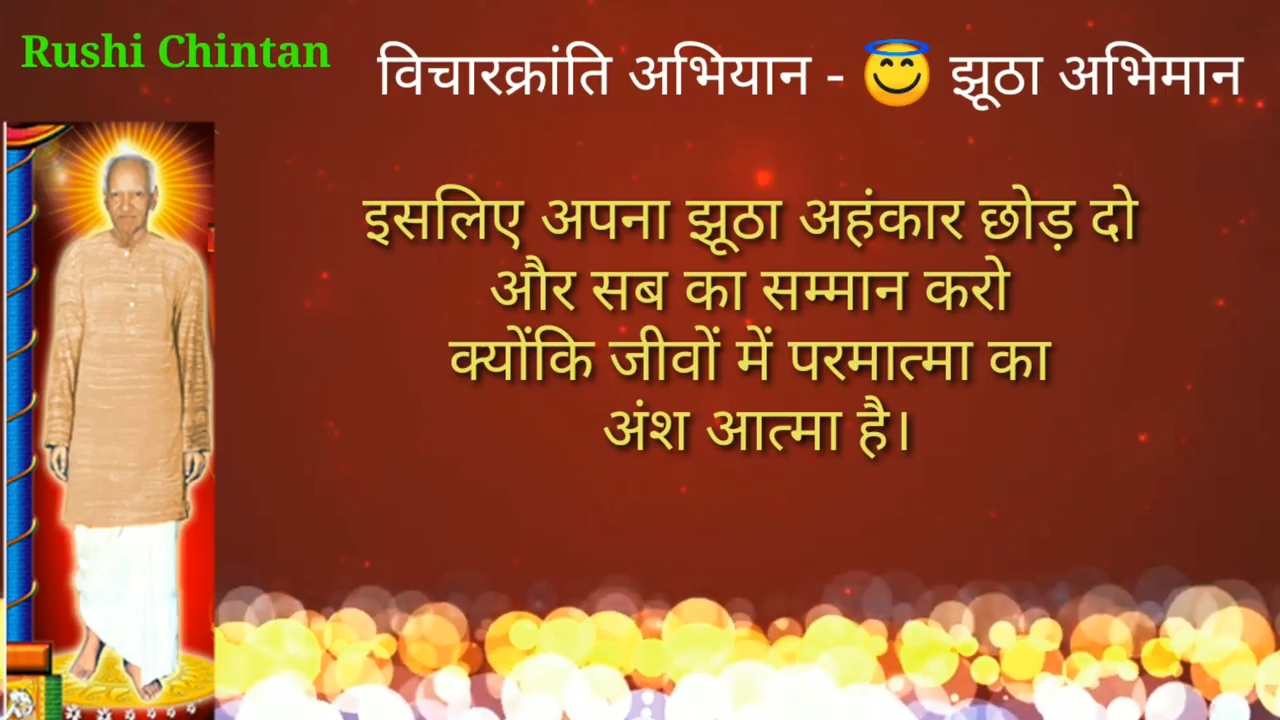 Rushi Chintan
विचारक्रांति अभियान - 😇 झूठा अभिमान
इसलिए अपना झूठा अहंकार छोड़ दो
और सब का सम्मान करो
क्योंकि जीवों में परमात्मा का
अंश आत्मा है।